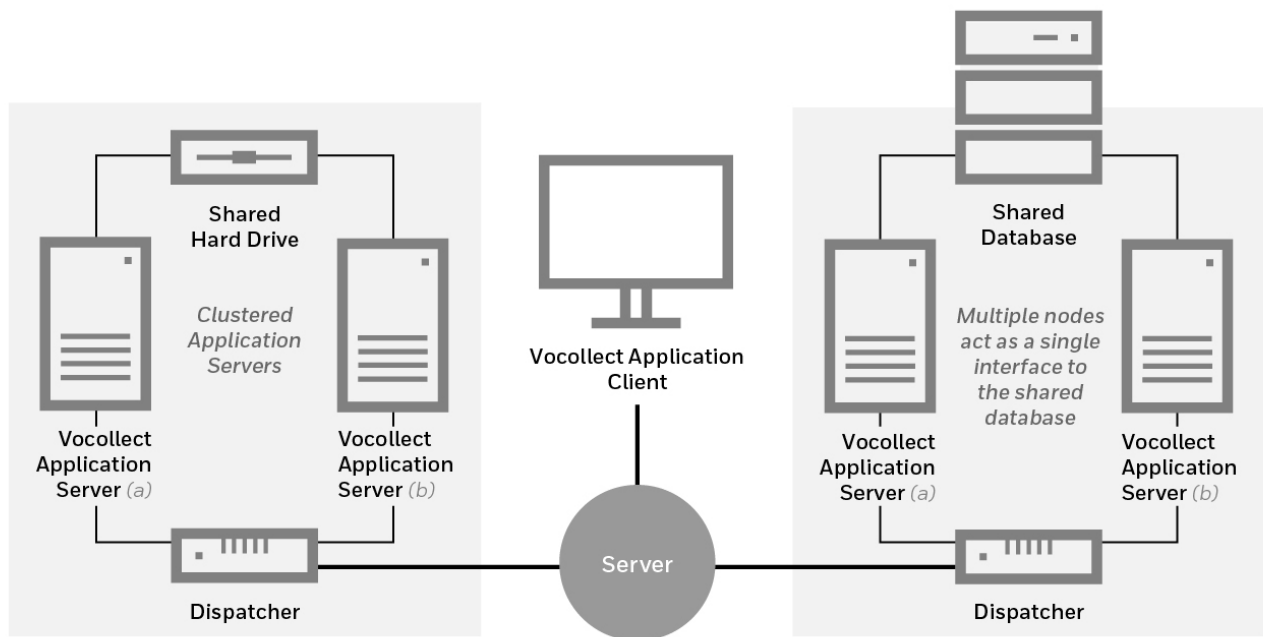 Shared
Hard Drive
Clustered
Application
Servers
Vocollect
Application
Server (a)
Vocollect
Application
Server (b)
Dispatcher
Vocollect Application
Client
Server
Shared
Database
Multiple nodes
act as a single
interface to
the shared
database
Vocollect
Application
Server (a)
Vocollect
Application
Server (b)
Dispatcher